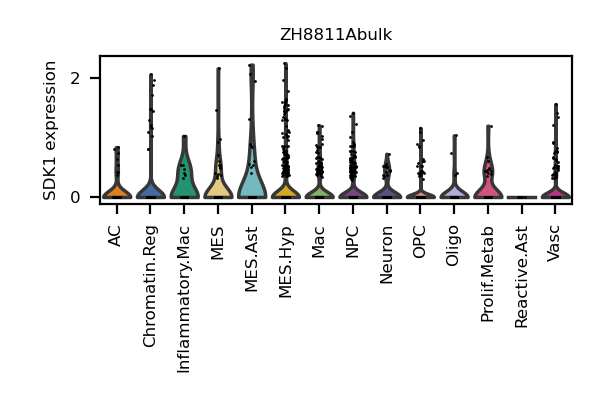 ZH8811Abulk
SDK1 expression
2
0
AC
Chromatin.Reg
Inflammatory.Mac
MES
MES.Ast
MES.Hyp
Mac
NPC
Neuron
OPC
Oligo
Prolif.Metab
Reactive.Ast
Vasc